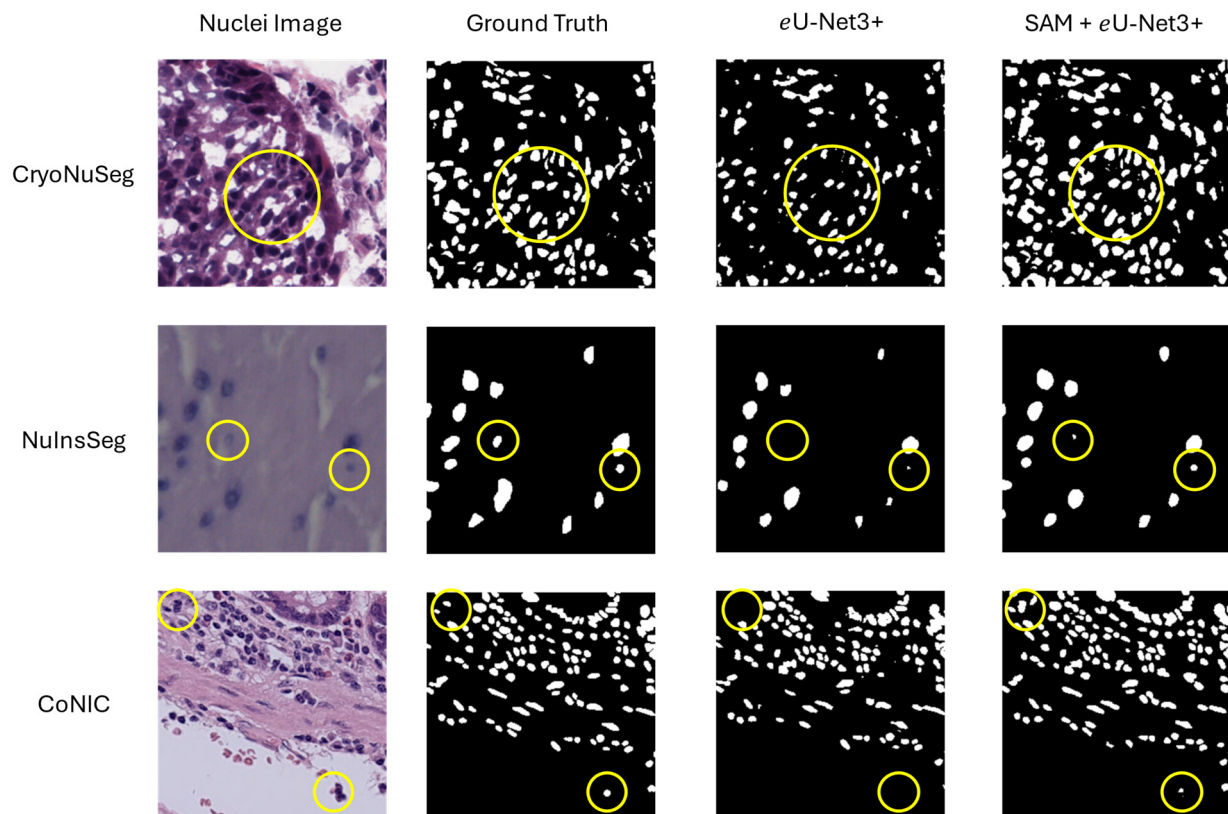 Nuclei Image Ground Truth eU-Net3+ SAM + eU-Net3+
CryoNuSeg
NuInsSeg
CoNIC